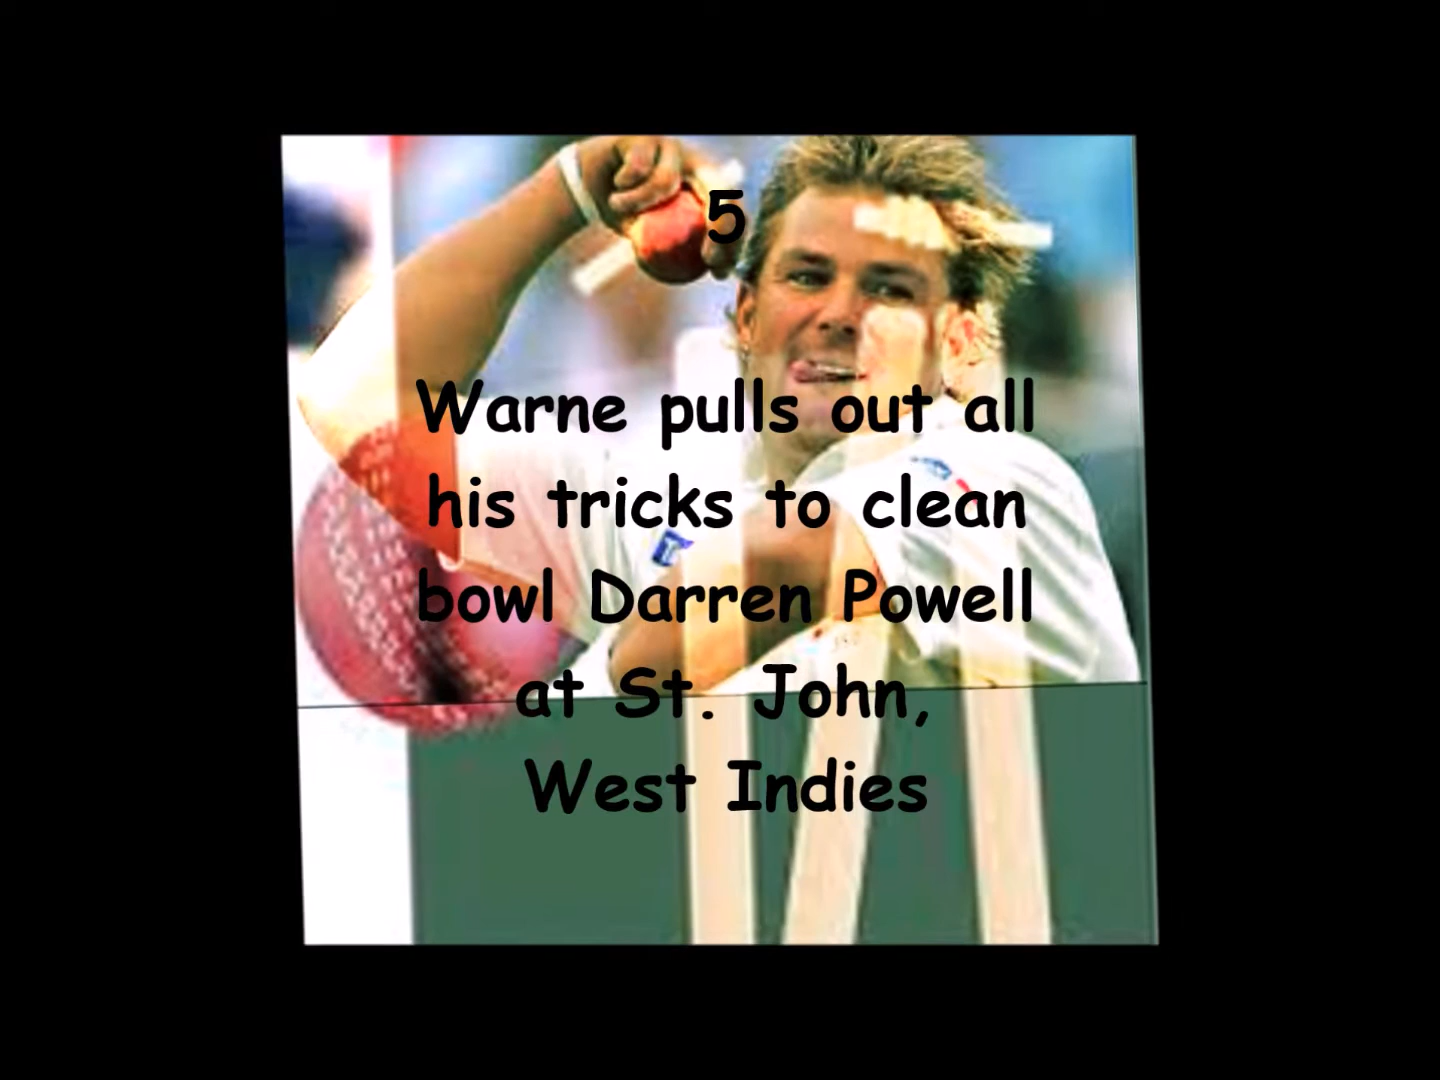 5
Warne pulls out all
his tricks to clean
bowl Darren Powell
at St. John,
West Indies